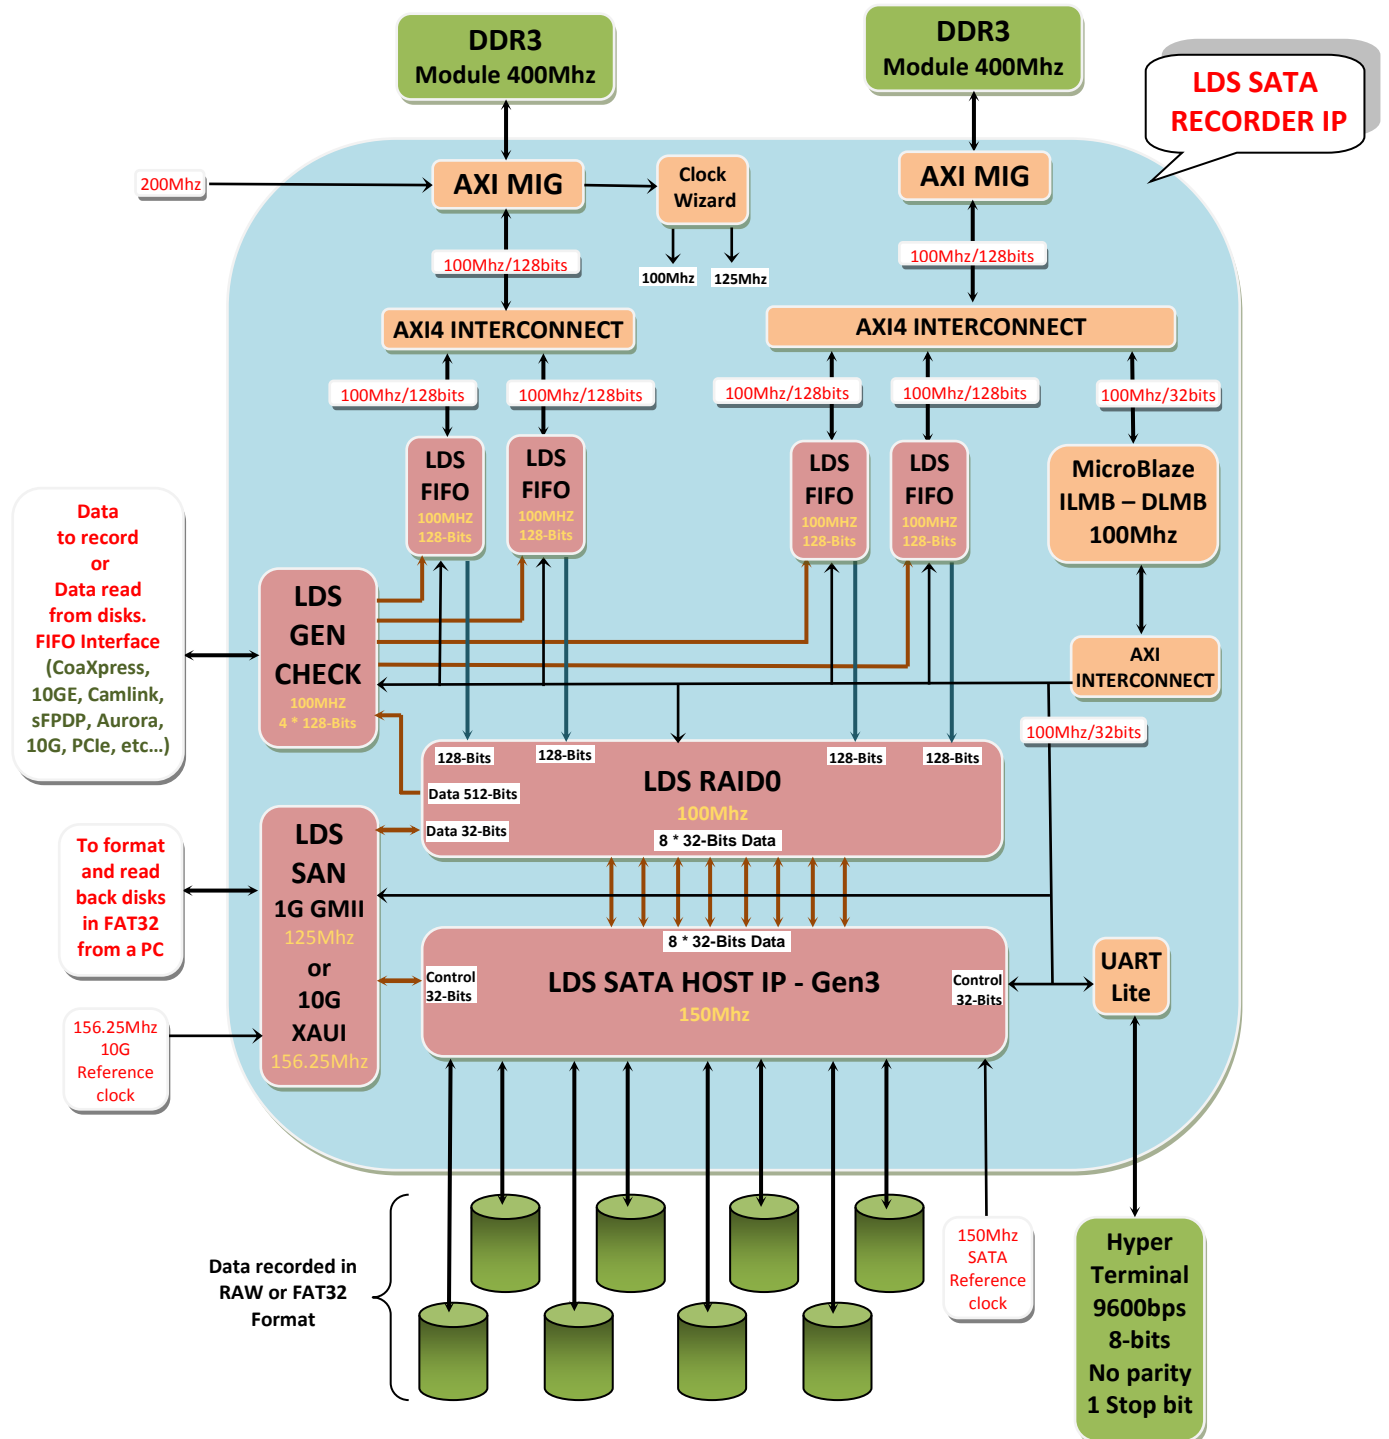 DDR3
Module 400Mhz
DDR3
Module 400Mhz
LDS SATA
RECORDER IP
200Mhz
AXI MIG
Clock
Wizard
AXI MIG
100Mhz/128bits
100Mhz
125Mhz
100Mhz/128bits
AXI4 INTERCONNECT
AXI4 INTERCONNECT
100Mhz/128bits
100Mhz/128bits
100Mhz/128bits
100Mhz/128bits
100Mhz/32bits
LDS
FIFO
100MHZ
128-Bits
LDS
FIFO
100MHZ
128-Bits
LDS
FIFO
100MHZ
128-Bits
LDS
FIFO
100MHZ
128-Bits
MicroBlaze
ILMB – DLMB
100Mhz
Data
to record
or
Data read
from disks.
FIFO Interface
(CoaXpress,
10GE, Camlink,
sFPDP, Aurora,
10G, PCIe, etc...)
LDS
GEN
CHECK
100MHZ
4 * 128-Bits
AXI
INTERCONNECT
100Mhz/32bits
128-Bits
128-Bits
128-Bits
128-Bits
LDS RAID0
100Mhz
Data 512-Bits
Data 32-Bits
8 * 32-Bits Data
To format
and read
back disks
in FAT32
from a PC
LDS
SAN
1G GMII
125Mhz
or
10G
XAUI
156.25Mhz
8 * 32-Bits Data
Control
32-Bits
LDS SATA HOST IP - Gen3
150Mhz
Control
32-Bits
UART
Lite
156.25Mhz
10G
Reference
clock
Data recorded in
RAW or FAT32
Format
150Mhz
SATA
Reference
clock
Hyper
Terminal
9600bps
8-bits
No parity
1 Stop bit